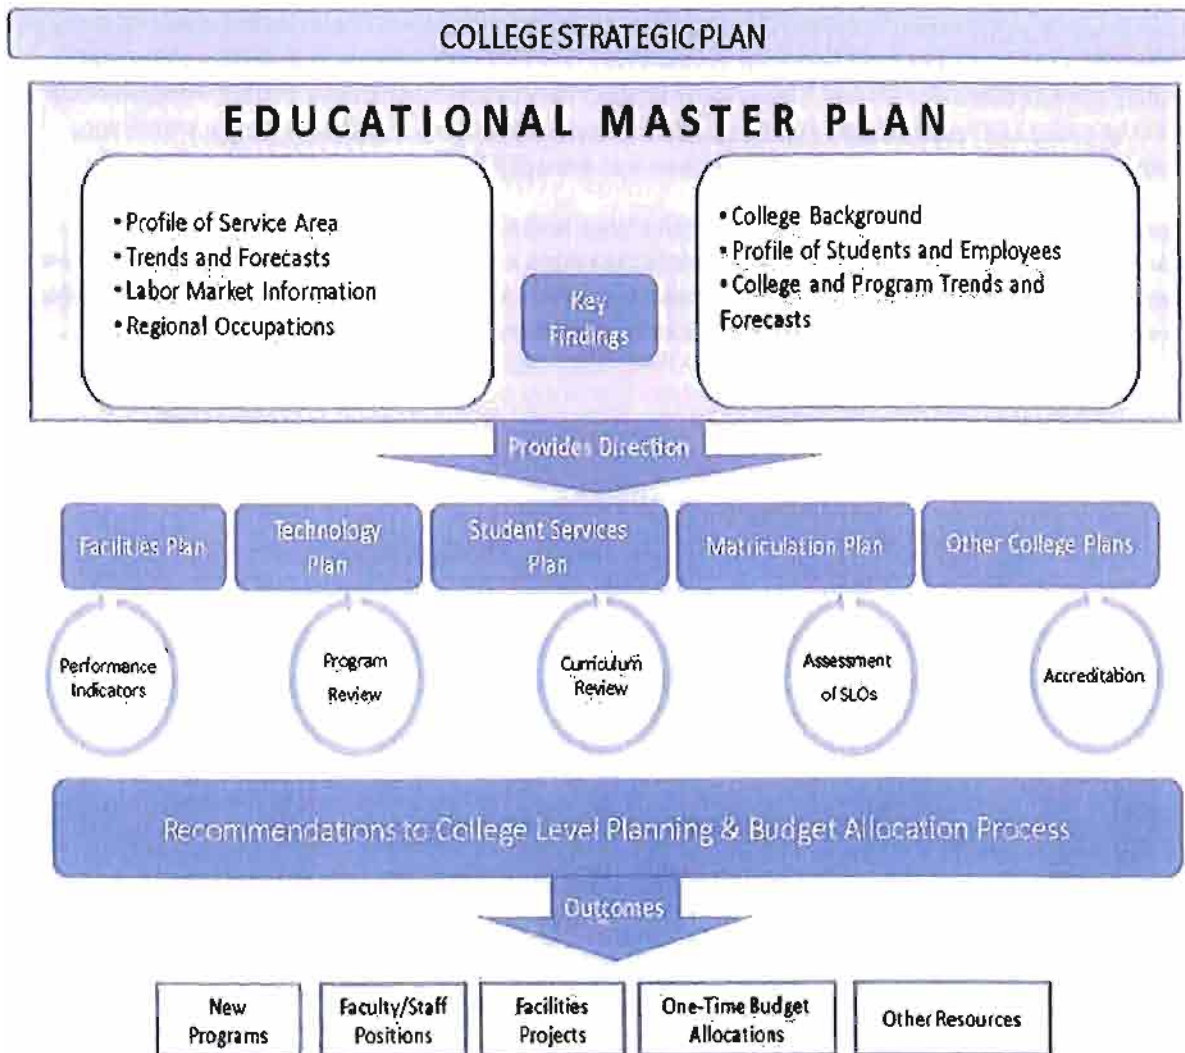 COLLEGE STRATEGIC PLAN
EDUCATIONAL MASTER PLAN
• Profile of Service Area
• Trends and Forecasts
• Labor Market Information
• Regional Occupations
Key
Findings
• College Background
• Profile of Students and Employees
• College and Program Trends and
Forecasts
Provides Direction
Facilities Plan
Technology
Plan
Student Services
Plan
Matriculation Plan
Other College Plans
Performance
Indicators
Program
Review
Curriculum
Review
Assessment
of SLOs
Accreditation
Recommendations to College Level Planning & Budget Allocation Process
Outcomes
New
Programs
Faculty/Staff
Positions
Facilities
Projects
One-Time Budget
Allocations
Other Resources